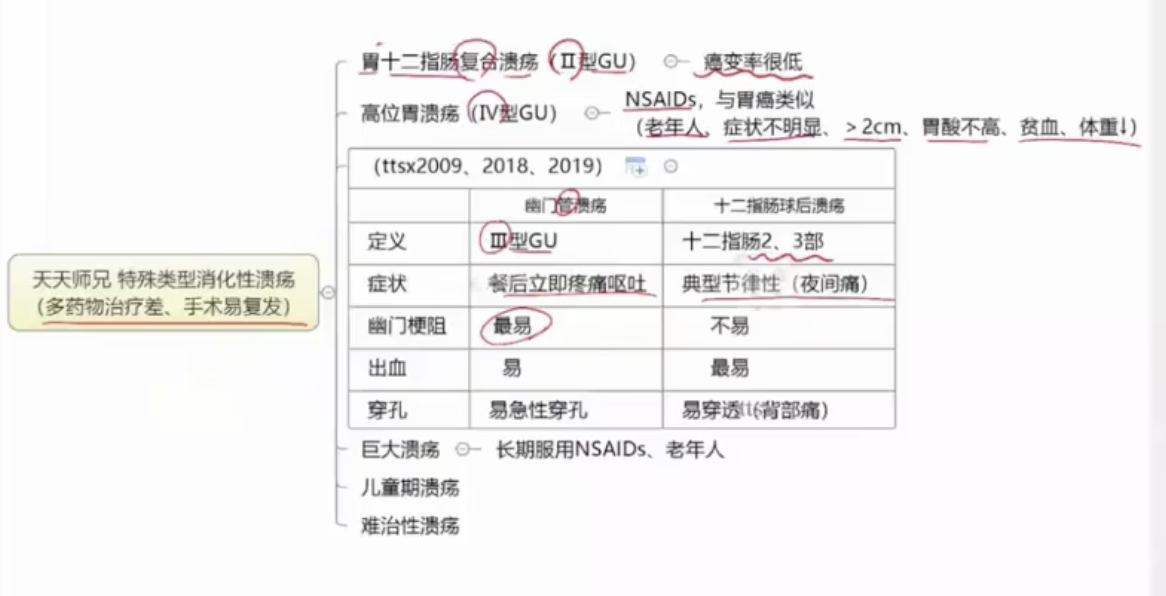 胃十二指肠复合溃疡（Ⅱ型GU） 癌变率很低
高位胃溃疡（Ⅳ型GU） NSAIDs，与胃癌类似
（老年人、症状不明显、＞2cm、胃酸不高、贫血、体重↓）
（ttsx2009、2018、2019）
幽门管溃疡 十二指肠球后溃疡
定义 Ⅲ型GU 十二指肠2、3部
天天师兄 特殊类型消化性溃疡
（多药物治疗差、手术易复发）
症状 餐后立即疼痛呕吐 典型节律性（夜间痛）
幽门梗阻 最易 不易
出血 易 最易
穿孔 易急性穿孔 易穿透（背部痛）
巨大溃疡 长期服用NSAIDs、老年人
儿童期溃疡
难治性溃疡